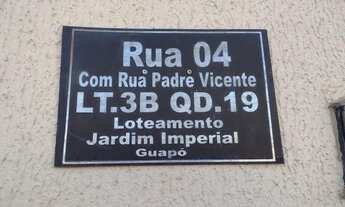 Rua 04
Com Rua Padre Vicente
LT.3B QD.19
Loteamento
Jardim Imperial
Guapó